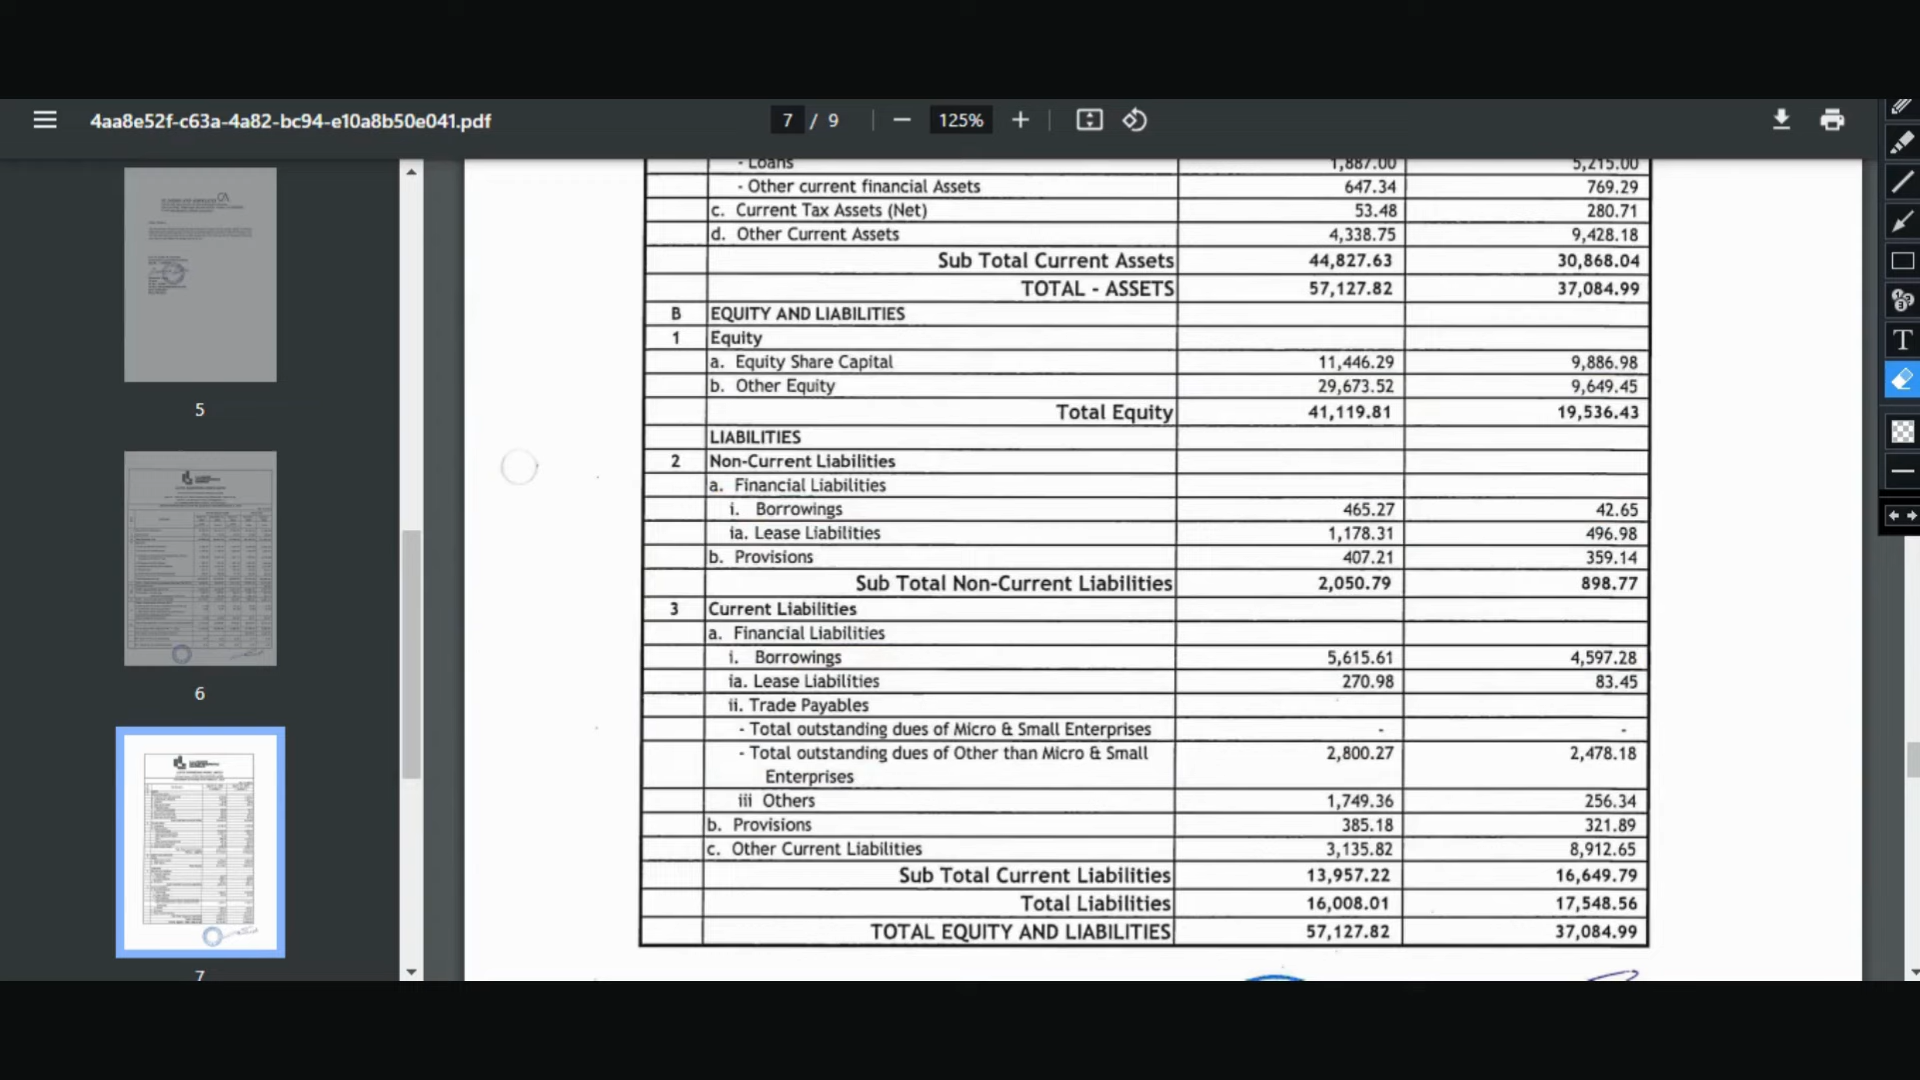 4aa8e52f-c63a-4a82-bc94-e10a8b50e041.pdf 7 / 9 125%
5
6
7
- Loans 1,887.00 5,215.00
- Other current financial Assets 647.34 769.29
c. Current Tax Assets (Net) 53.48 280.71
d. Other Current Assets 4,338.75 9,428.18
Sub Total Current Assets 44,827.63 30,868.04
TOTAL - ASSETS 57,127.82 37,084.99
B EQUITY AND LIABILITIES
1 Equity
a. Equity Share Capital 11,446.29 9,886.98
b. Other Equity 29,673.52 9,649.45
Total Equity 41,119.81 19,536.43
LIABILITIES
2 Non-Current Liabilities
a. Financial Liabilities
i. Borrowings 465.27 42.65
ia. Lease Liabilities 1,178.31 496.98
b. Provisions 407.21 359.14
Sub Total Non-Current Liabilities 2,050.79 898.77
3 Current Liabilities
a. Financial Liabilities
i. Borrowings 5,615.61 4,597.28
ia. Lease Liabilities 270.98 83.45
ii. Trade Payables
- Total outstanding dues of Micro & Small Enterprises - -
- Total outstanding dues of Other than Micro & Small 2,800.27 2,478.18
Enterprises
iii Others 1,749.36 256.34
b. Provisions 385.18 321.89
c. Other Current Liabilities 3,135.82 8,912.65
Sub Total Current Liabilities 13,957.22 16,649.79
Total Liabilities 16,008.01 17,548.56
TOTAL EQUITY AND LIABILITIES 57,127.82 37,084.99
T